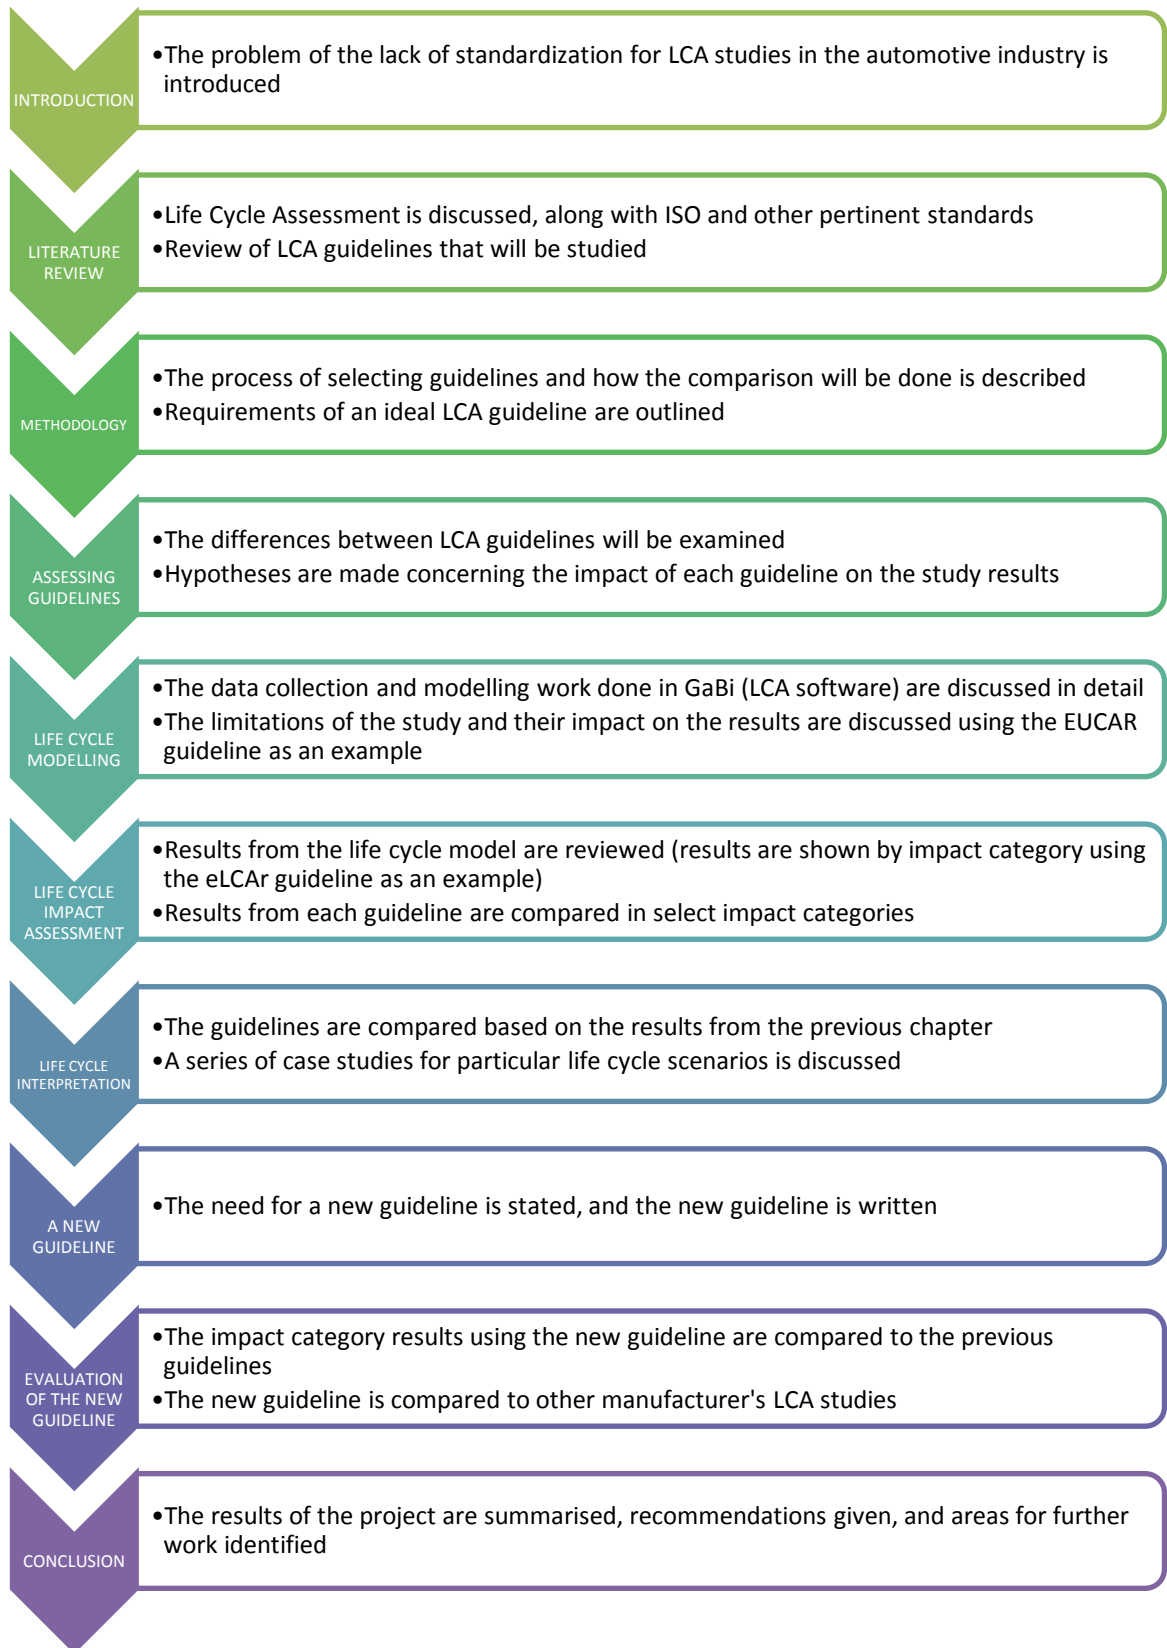 INTRODUCTION
•The problem of the lack of standardization for LCA studies in the automotive industry is
introduced
LITERATURE
REVIEW
•Life Cycle Assessment is discussed, along with ISO and other pertinent standards
•Review of LCA guidelines that will be studied
METHODOLOGY
•The process of selecting guidelines and how the comparison will be done is described
•Requirements of an ideal LCA guideline are outlined
ASSESSING
GUIDELINES
•The differences between LCA guidelines will be examined
•Hypotheses are made concerning the impact of each guideline on the study results
LIFE CYCLE
MODELLING
•The data collection and modelling work done in GaBi (LCA software) are discussed in detail
•The limitations of the study and their impact on the results are discussed using the EUCAR
guideline as an example
LIFE CYCLE
IMPACT
ASSESSMENT
•Results from the life cycle model are reviewed (results are shown by impact category using
the eLCAr guideline as an example)
•Results from each guideline are compared in select impact categories
LIFE CYCLE
INTERPRETATION
•The guidelines are compared based on the results from the previous chapter
•A series of case studies for particular life cycle scenarios is discussed
A NEW
GUIDELINE
•The need for a new guideline is stated, and the new guideline is written
EVALUATION
OF THE NEW
GUIDELINE
•The impact category results using the new guideline are compared to the previous
guidelines
•The new guideline is compared to other manufacturer's LCA studies
CONCLUSION
•The results of the project are summarised, recommendations given, and areas for further
work identified